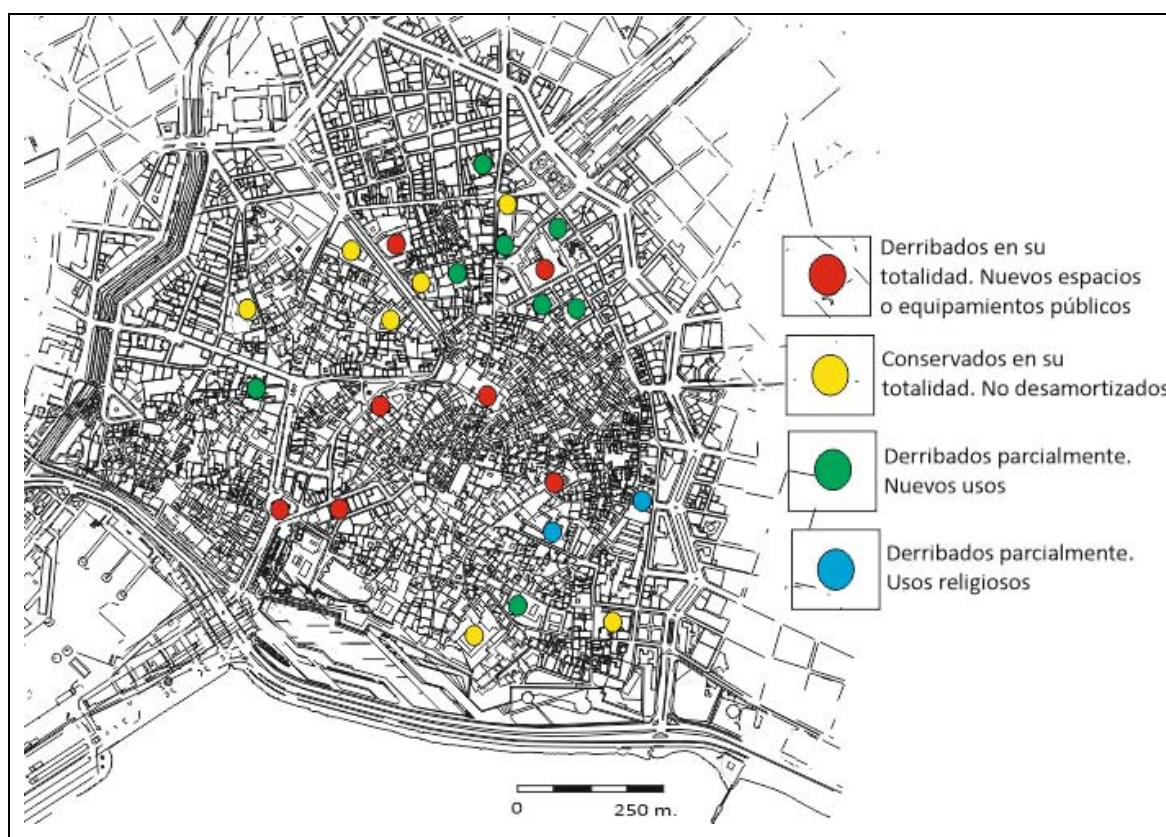 Derribados en su
totalidad. Nuevos espacios
o equipamientos públicos
Conservados en su
totalidad. No desamortizados
Derribados parcialmente.
Nuevos usos
Derribados parcialmente.
Usos religiosos
0 250 m.